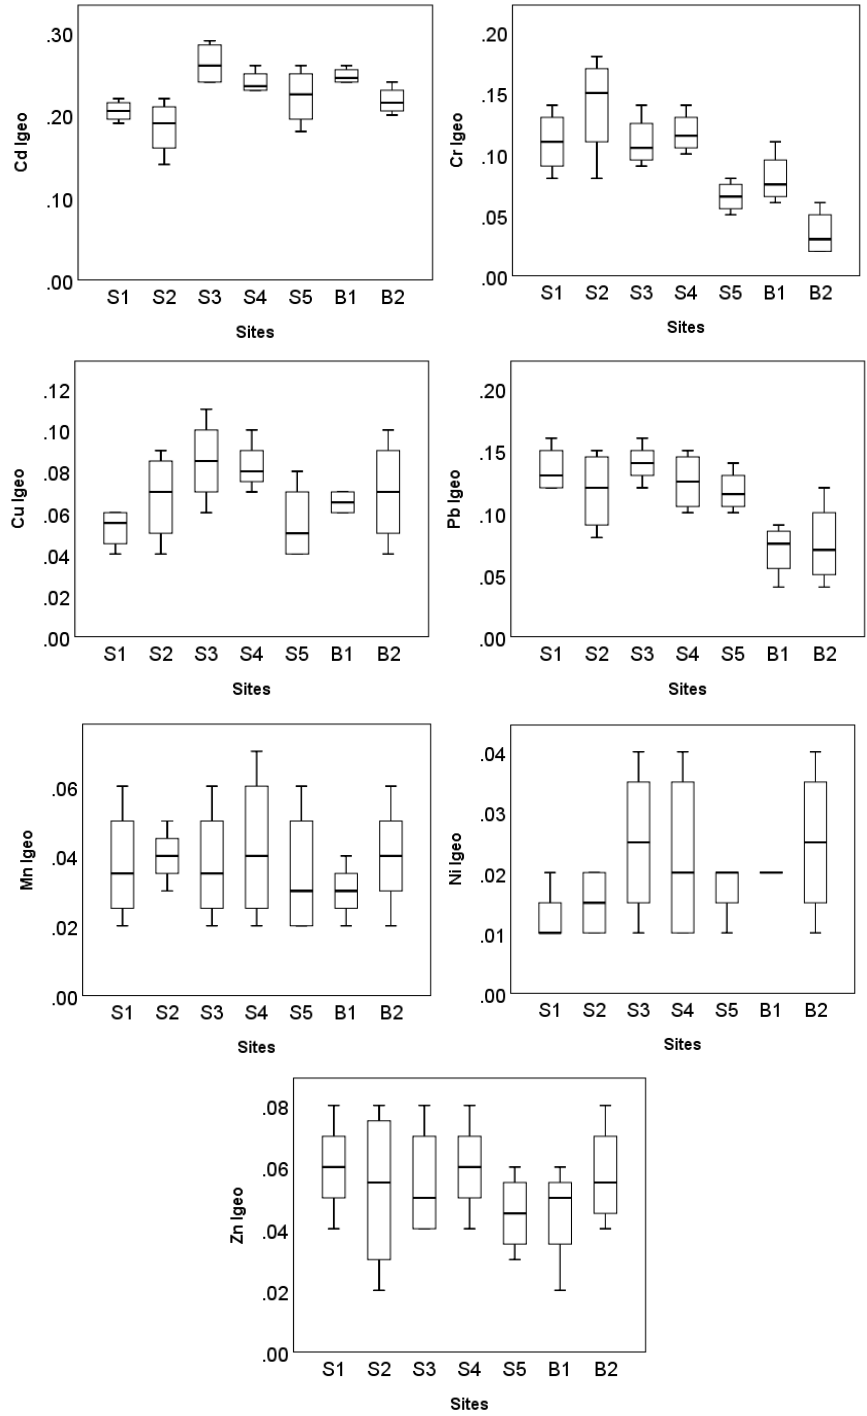 Cd Igeo
.30
.20
.10
.00
S1 S2 S3 S4 S5 B1 B2
Sites
Cr Igeo
.20
.15
.10
.05
.00
S1 S2 S3 S4 S5 B1 B2
Sites
Cu Igeo
.12
.10
.08
.06
.04
.02
.00
S1 S2 S3 S4 S5 B1 B2
Sites
Pb Igeo
.20
.15
.10
.05
.00
S1 S2 S3 S4 S5 B1 B2
Sites
Mn Igeo
.06
.04
.02
.00
S1 S2 S3 S4 S5 B1 B2
Sites
Ni Igeo
.04
.03
.02
.01
.00
S1 S2 S3 S4 S5 B1 B2
Sites
Zn Igeo
.08
.06
.04
.02
.00
S1 S2 S3 S4 S5 B1 B2
Sites